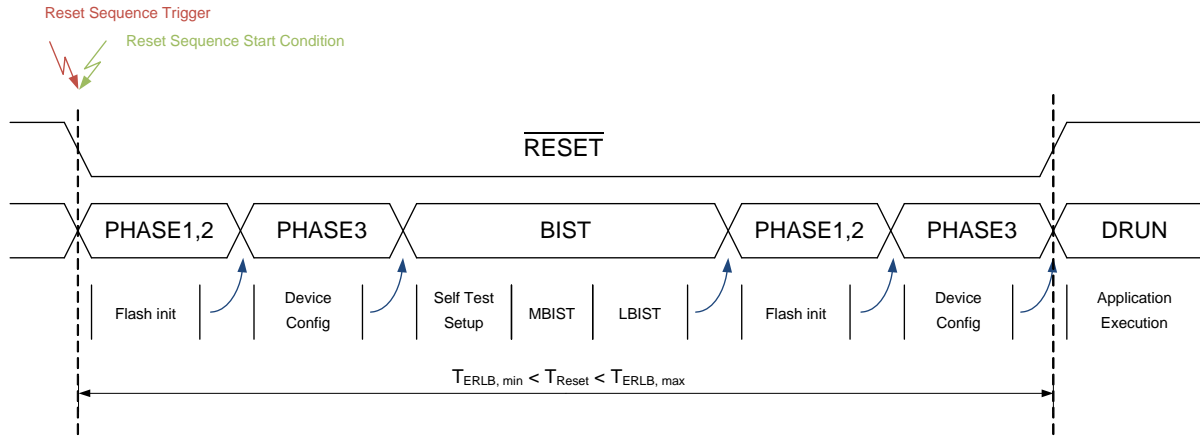 Reset Sequence Trigger
Reset Sequence Start Condition
RESET
PHASE1,2 PHASE3 BIST PHASE1,2 PHASE3 DRUN
Flash init
Device
Config
Self Test
Setup
MBIST
LBIST
Flash init
Device
Config
Application
Execution
TERLB, min < TReset < TERLB, max